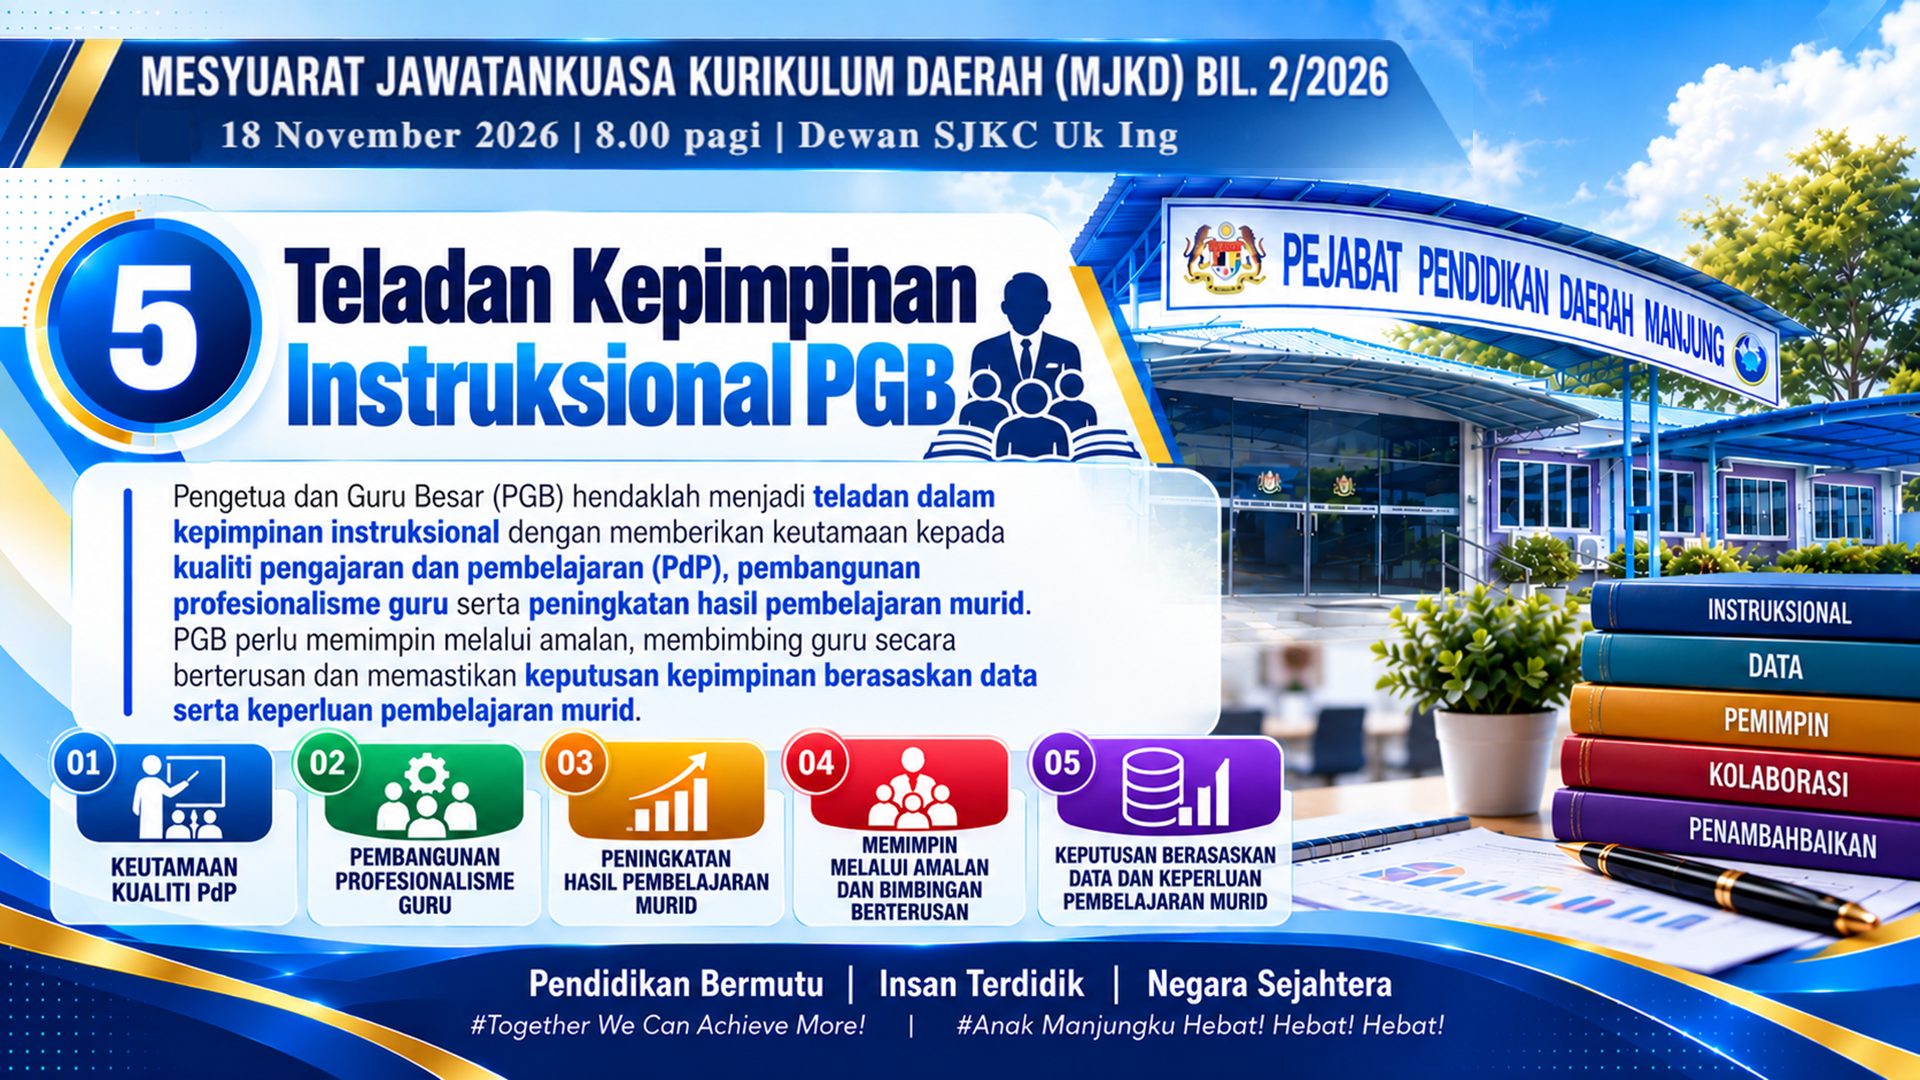 MESYUARAT JAWATANKUASA KURIKULUM DAERAH (MJKD) BIL. 2/2026
18 November 2026 | 8.00 pagi | Dewan SJKC Uk Ing
PEJABAT PENDIDIKAN DAERAH MANJUNG
5
Teladan Kepimpinan
Instruksional PGB
Pengetua dan Guru Besar (PGB) hendaklah menjadi teladan dalam
kepimpinan instruksional dengan memberikan keutamaan kepada
kualiti pengajaran dan pembelajaran (PdP), pembangunan
profesionalisme guru serta peningkatan hasil pembelajaran murid.
PGB perlu memimpin melalui amalan, membimbing guru secara
berterusan dan memastikan keputusan kepimpinan berasaskan data
serta keperluan pembelajaran murid.
01
KEUTAMAAN
KUALITI PdP
02
PEMBANGUNAN
PROFESIONALISME
GURU
03
PENINGKATAN
HASIL PEMBELAJARAN
MURID
04
MEMIMPIN
MELALUI AMALAN
DAN BIMBINGAN
BERTERUSAN
05
KEPUTUSAN BERASASKAN
DATA DAN KEPERLUAN
PEMBELAJARAN MURID
INSTRUKSIONAL
DATA
PEMIMPIN
KOLABORASI
PENAMBAHBAIKAN
Pendidikan Bermutu | Insan Terdidik | Negara Sejahtera
#Together We Can Achieve More! | #Anak Manjungku Hebat! Hebat! Hebat!